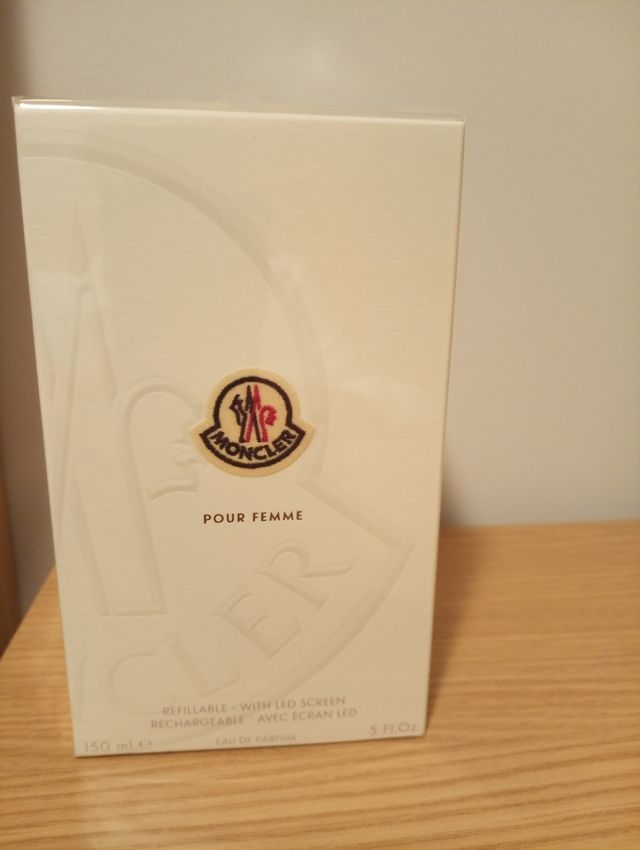 MONCLER
POUR FEMME
CLER
REFILLABLE - WITH LED SCREEN
RECHARGEABLE - AVEC ÉCRAN LED
150 ml ℮
EAU DE PARFUM
5 Fl.Oz